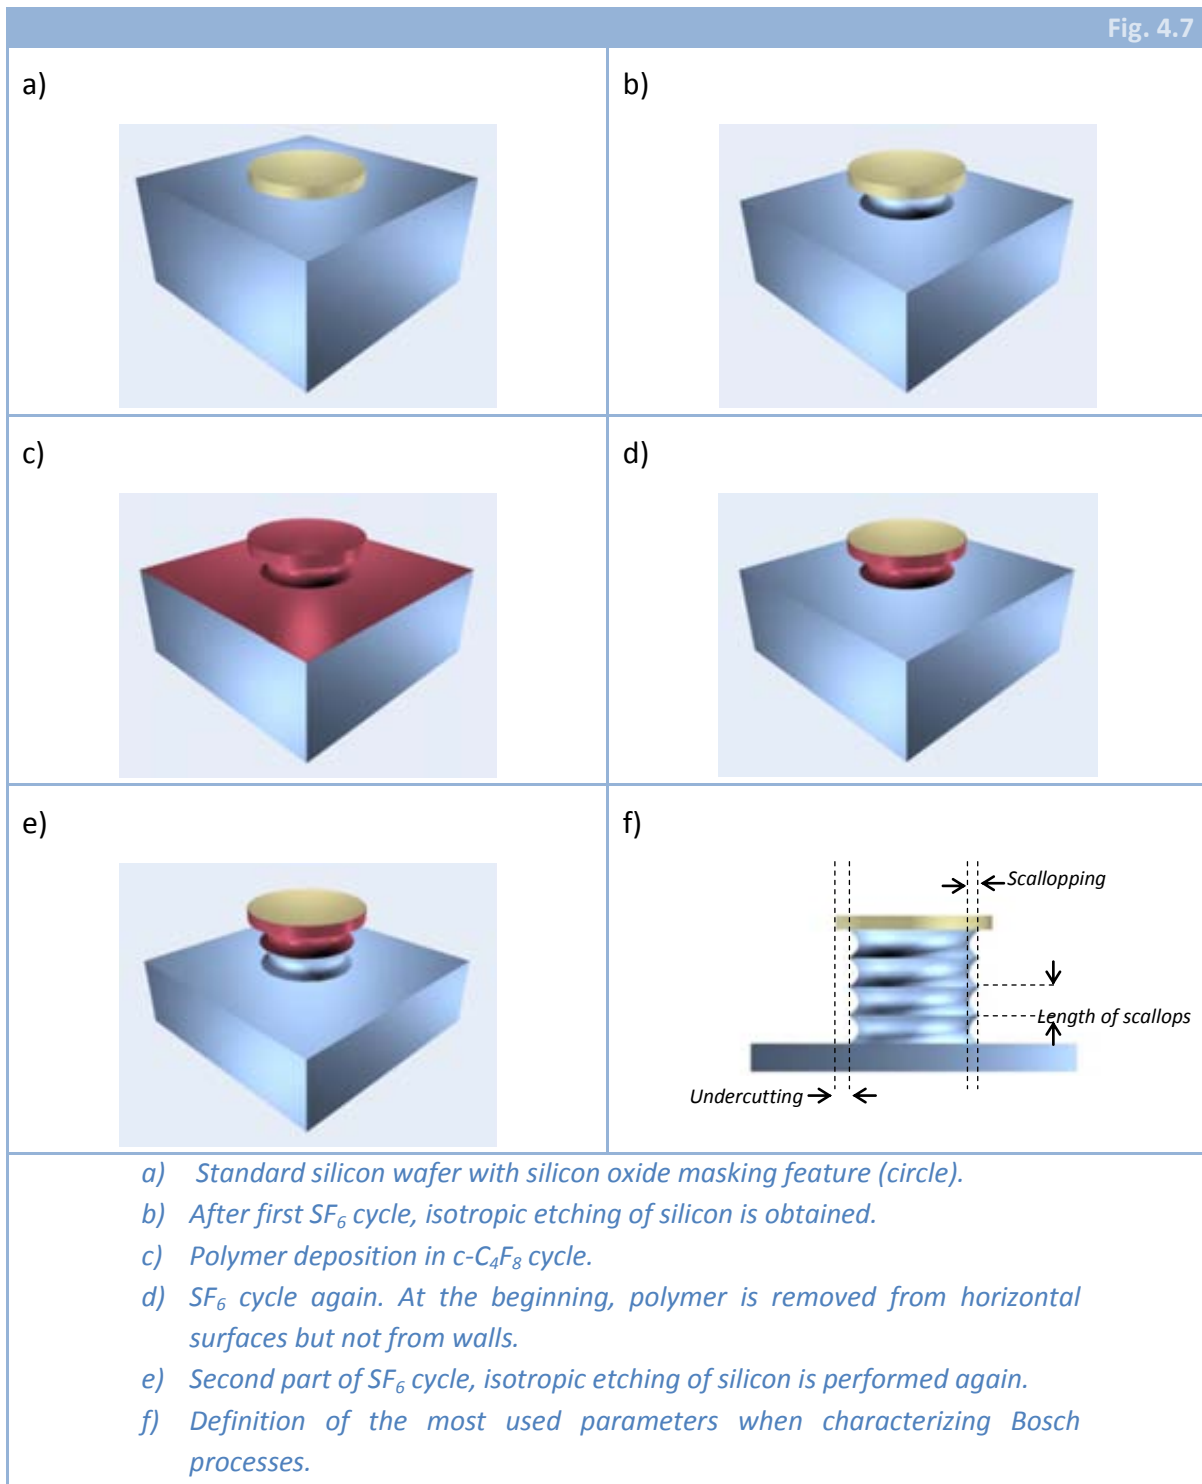 Fig. 4.7
a)
b)
c)
d)
e)
f)
Scallopping
Length of scallops
Undercutting
a) Standard silicon wafer with silicon oxide masking feature (circle).
b) After first SF6 cycle, isotropic etching of silicon is obtained.
c) Polymer deposition in c-C4F8 cycle.
d) SF6 cycle again. At the beginning, polymer is removed from horizontal
surfaces but not from walls.
e) Second part of SF6 cycle, isotropic etching of silicon is performed again.
f) Definition of the most used parameters when characterizing Bosch
processes.